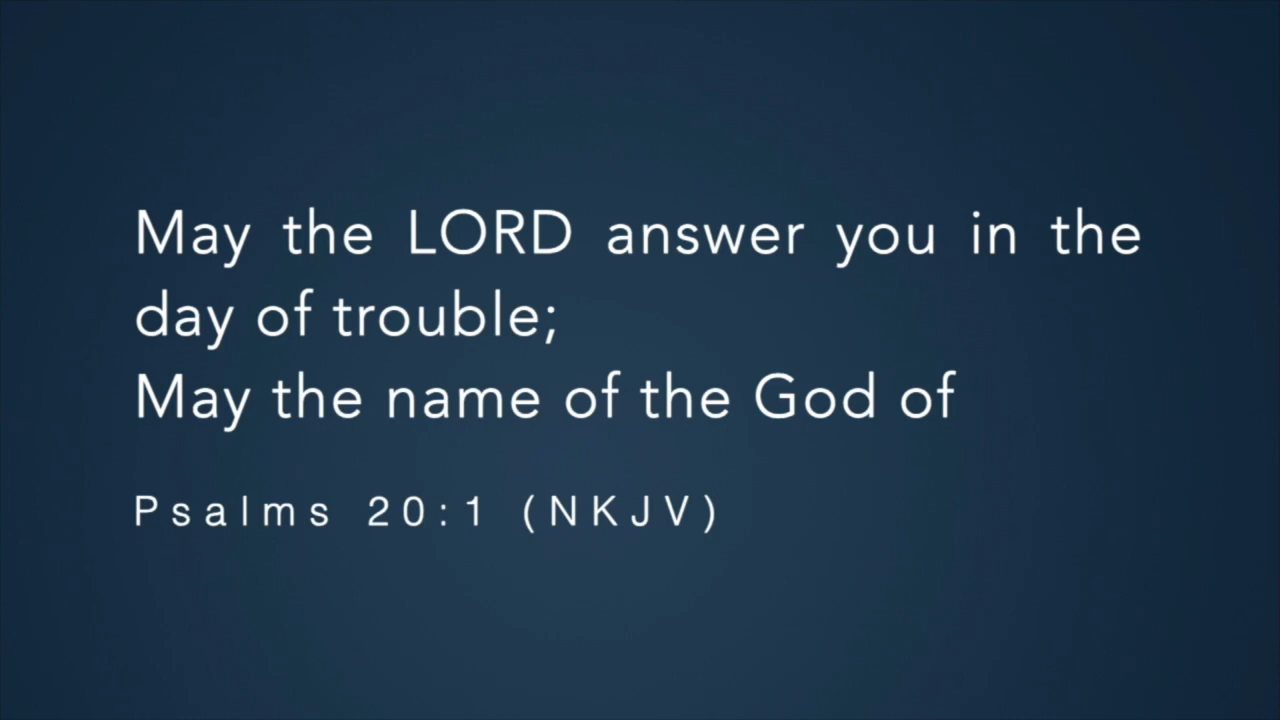 May the LORD answer you in the
day of trouble;
May the name of the God of
Psalms 20:1 (NKJV)